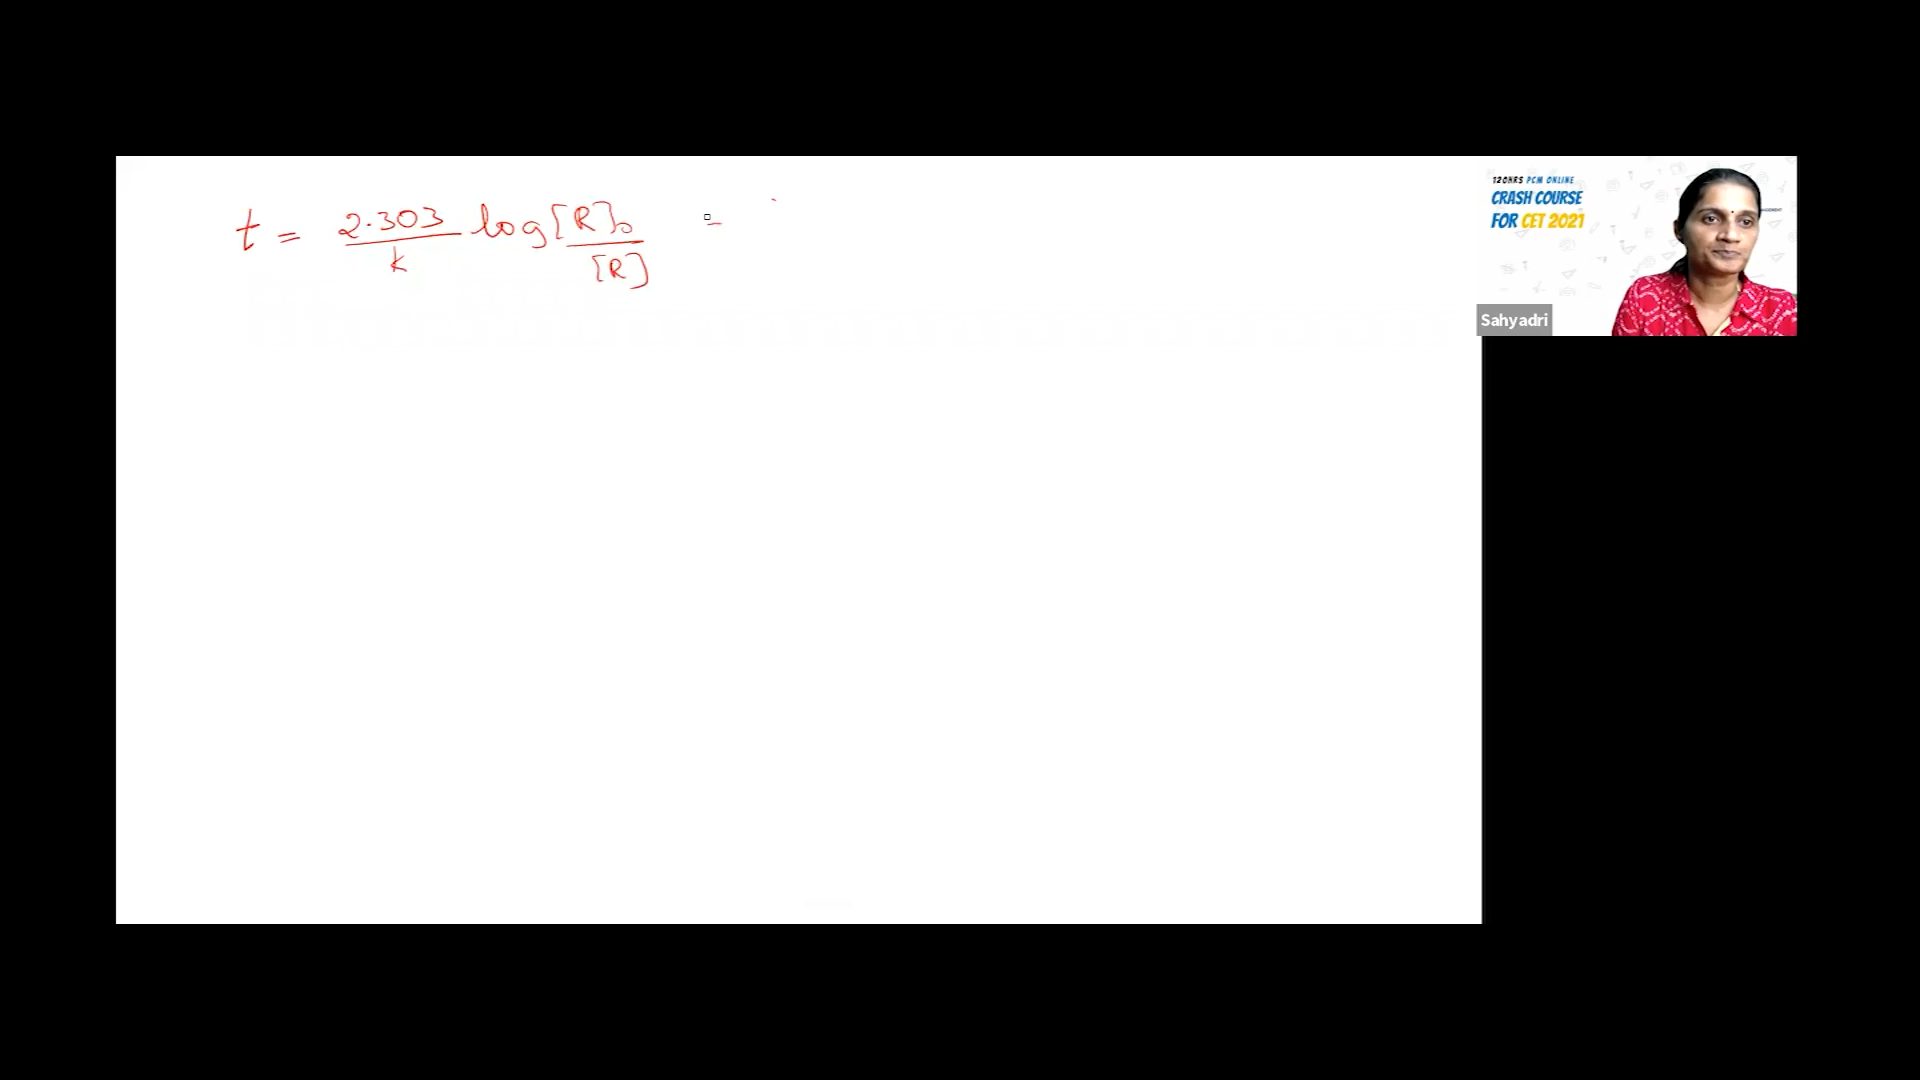 t = 2.303/k log [R]₀/[R] =
120HRS PCM ONLINE
CRASH COURSE
FOR CET 2021
Sahyadri